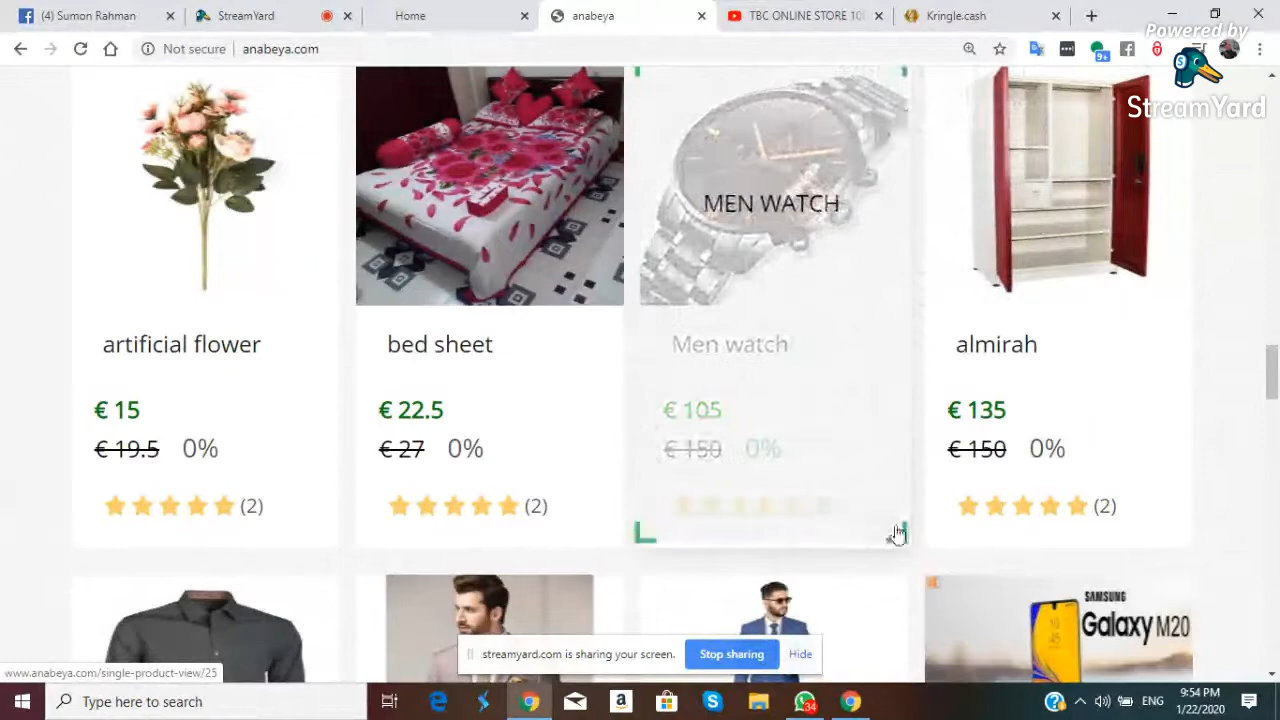 (4) Sumon Rahman
StreamYard
Home
anabeya
TBC ONLINE STORE
Kringle.cash
Powered by
StreamYard
Not secure
anabeya.com
9+
MEN WATCH
artificial flower
bed sheet
Men watch
almirah
€ 15
€ 22.5
€ 105
€ 135
€ 19.5 0%
€ 27 0%
€ 150 0%
€ 150 0%
(2)
(2)
(2)
SAMSUNG
Galaxy M20
streamyard.com is sharing your screen.
Stop sharing
Hide
www.anabeya.com/single-product-view/25
Type here to search
34
ENG
9:54 PM
1/22/2020